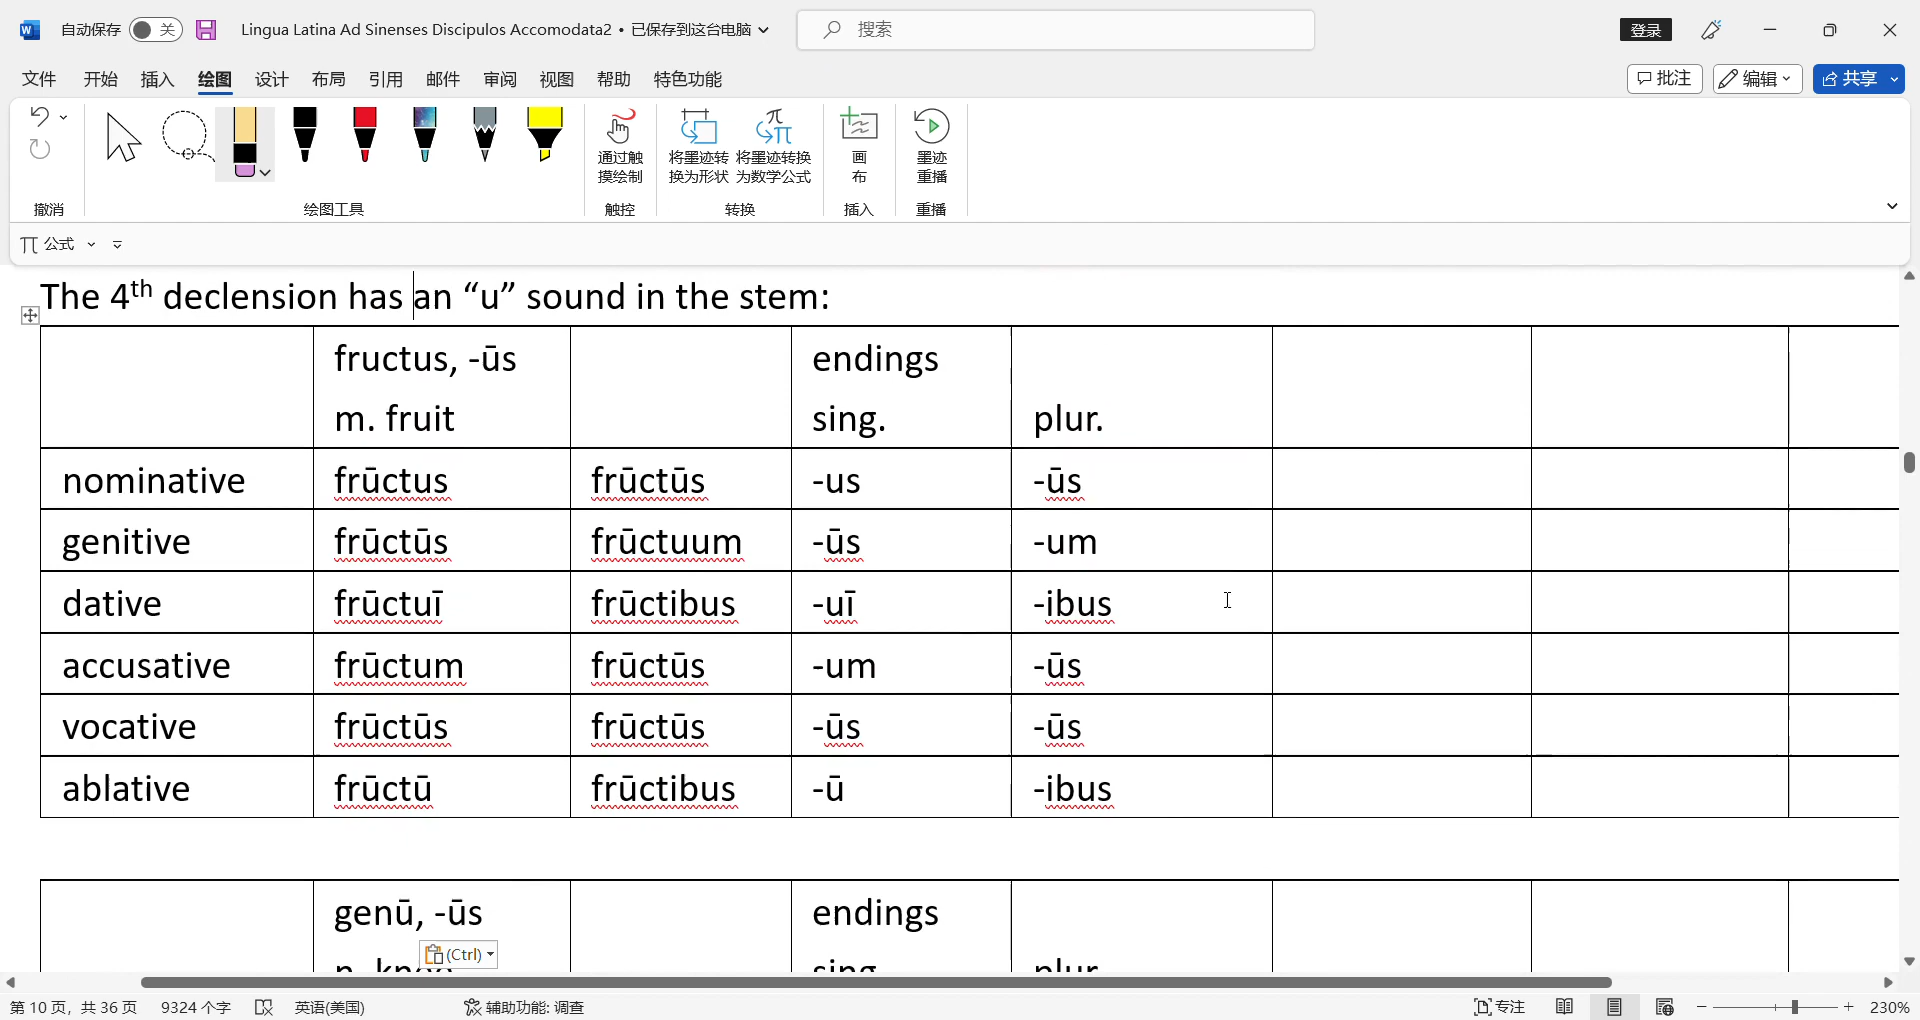 自动保存 关 Lingua Latina Ad Sinenses Discipulos Accomodata2 • 已保存到这台电脑 搜索 登录
文件 开始 插入 绘图 设计 布局 引用 邮件 审阅 视图 帮助 特色功能 批注 编辑 共享
通过触摸绘制 将墨迹转换为形状 将墨迹转换为数学公式 画布 墨迹重播
撤消 绘图工具 触控 转换 插入 重播
公式
The 4th declension has an “u” sound in the stem:
fructus, -ūs endings
m. fruit sing. plur.
nominative frūctus frūctūs -us -ūs
genitive frūctūs frūctuum -ūs -um
dative frūctuī frūctibus -uī -ibus
accusative frūctum frūctūs -um -ūs
vocative frūctūs frūctūs -ūs -ūs
ablative frūctū frūctibus -ū -ibus
genū, -ūs endings
(Ctrl)
n. knee sing. plur.
第 10 页，共 36 页 9324 个字 英语(美国) 辅助功能: 调查 专注 230%